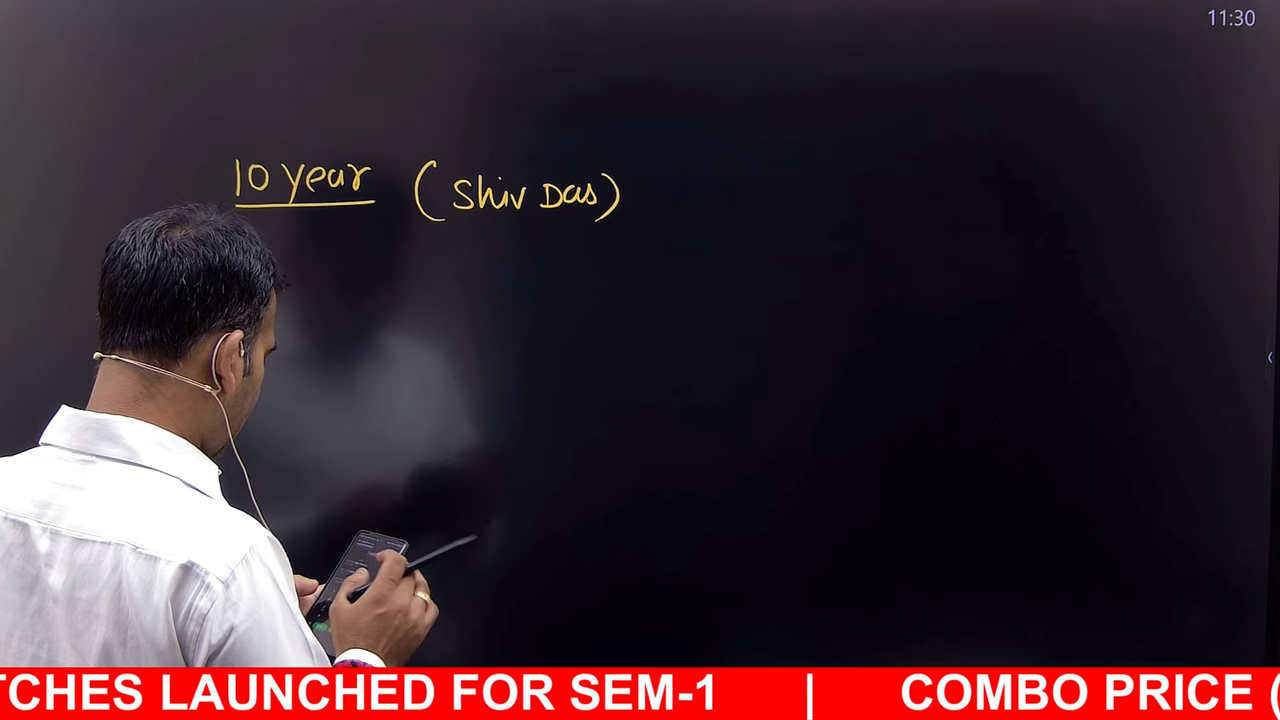 11:30
10 year (Shiv Das)
TCHES LAUNCHED FOR SEM-1 | COMBO PRICE (